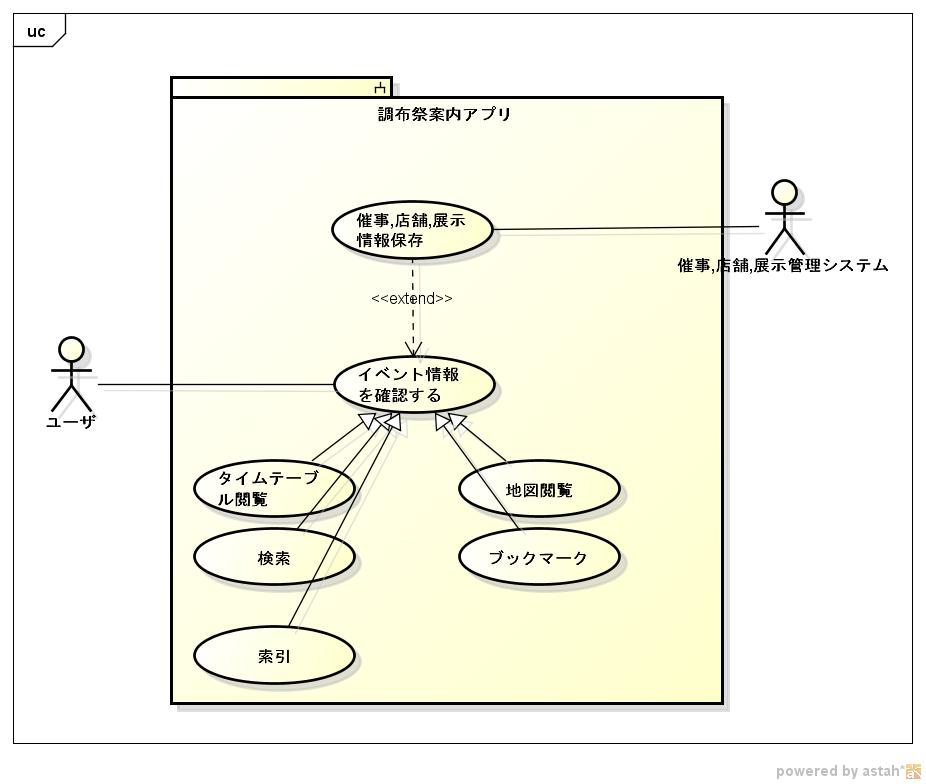 uc
調布祭案内アプリ
催事,店舗,展示
情報保存
催事,店舗,展示管理システム
<<extend>>
イベント情報
を確認する
ユーザ
タイムテーブ
ル閲覧
地図閲覧
検索
ブックマーク
索引
powered by astah*